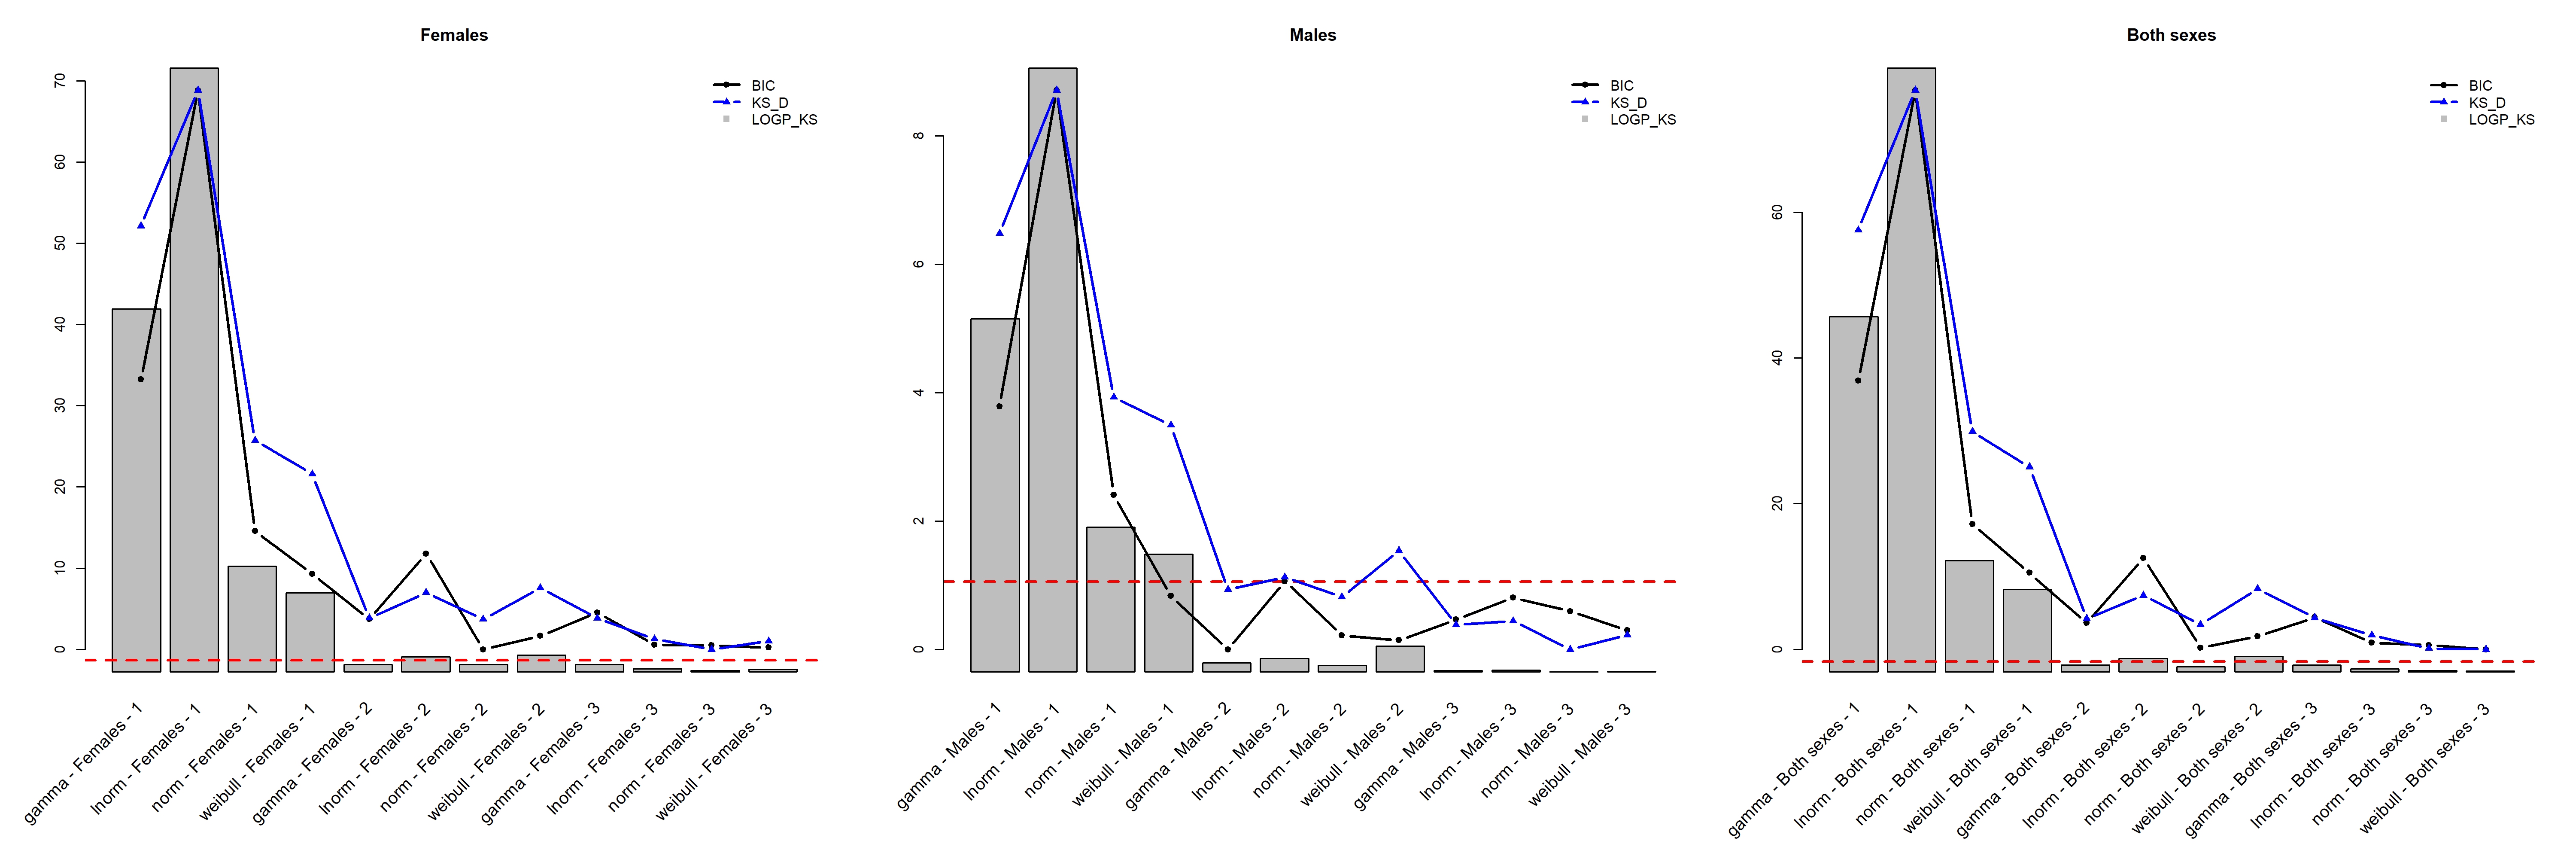 Females
70
60
50
40
30
20
10
0
BIC
KS_D
LOGP_KS
gamma - Females - 1
lnorm - Females - 1
norm - Females - 1
weibull - Females - 1
gamma - Females - 2
lnorm - Females - 2
norm - Females - 2
weibull - Females - 2
gamma - Females - 3
lnorm - Females - 3
norm - Females - 3
weibull - Females - 3
Males
8
6
4
2
0
BIC
KS_D
LOGP_KS
gamma - Males - 1
lnorm - Males - 1
norm - Males - 1
weibull - Males - 1
gamma - Males - 2
lnorm - Males - 2
norm - Males - 2
weibull - Males - 2
gamma - Males - 3
lnorm - Males - 3
norm - Males - 3
weibull - Males - 3
Both sexes
60
40
20
0
BIC
KS_D
LOGP_KS
gamma - Both sexes - 1
lnorm - Both sexes - 1
norm - Both sexes - 1
weibull - Both sexes - 1
gamma - Both sexes - 2
lnorm - Both sexes - 2
norm - Both sexes - 2
weibull - Both sexes - 2
gamma - Both sexes - 3
lnorm - Both sexes - 3
norm - Both sexes - 3
weibull - Both sexes - 3